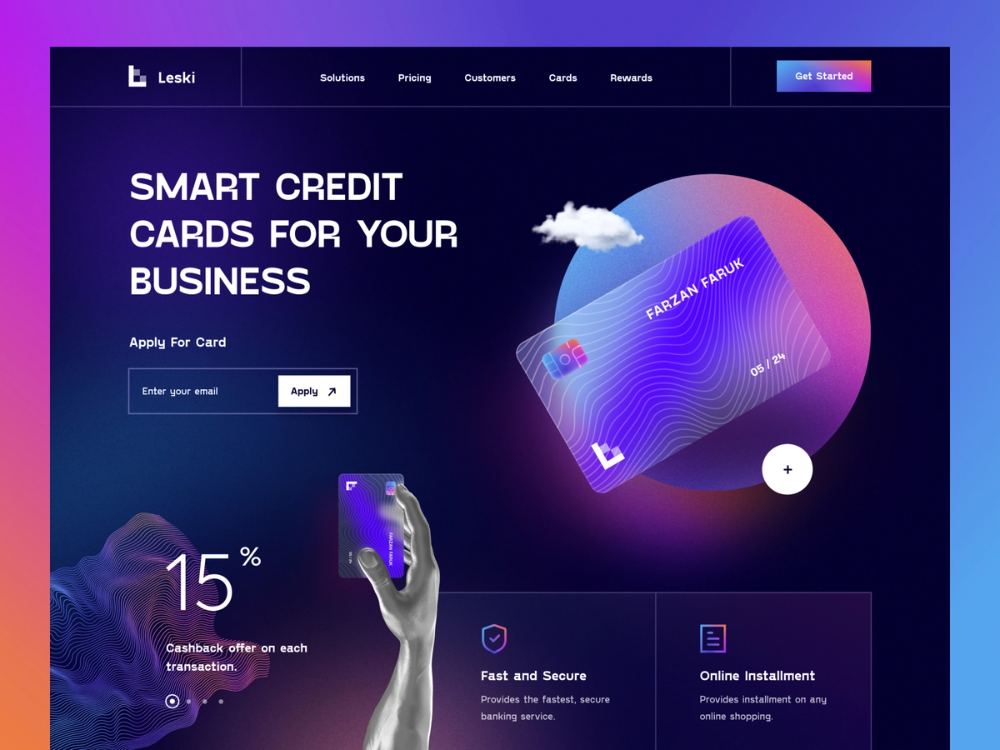 Leski
Solutions Pricing Customers Cards Rewards
Get Started
SMART CREDIT
CARDS FOR YOUR
BUSINESS
Apply For Card
Enter your email
Apply
FARZAN FARUK
05 / 24
+
FARZAN FARUK
15%
Cashback offer on each
transaction.
Fast and Secure
Provides the fastest, secure
banking service.
Online Installment
Provides installment on any
online shopping.